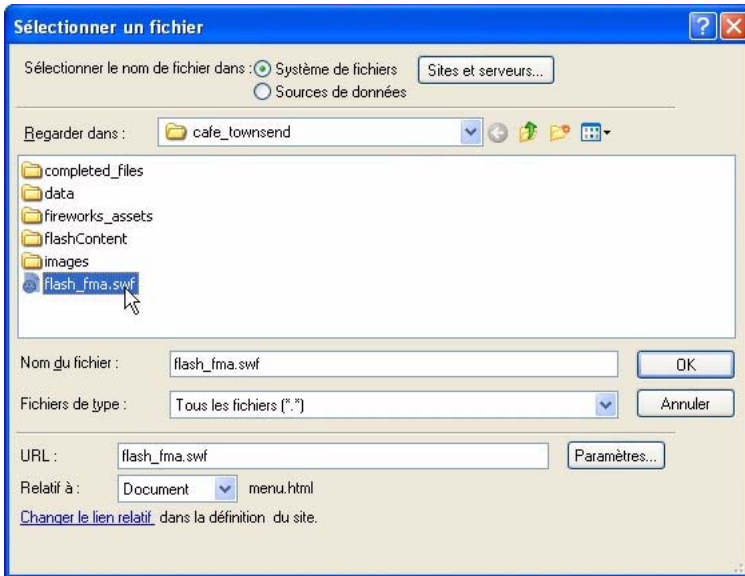 Sélectionner un fichier
Sélectionner le nom de fichier dans : Système de fichiers Sites et serveurs...
Sources de données
Regarder dans : cafe_townsend
completed_files
data
fireworks_assets
flashContent
images
flash_fma.swf
Nom du fichier : flash_fma.swf OK
Fichiers de type : Tous les fichiers (*.*) Annuler
URL : flash_fma.swf Paramètres...
Relatif à : Document menu.html
Changer le lien relatif dans la définition du site.